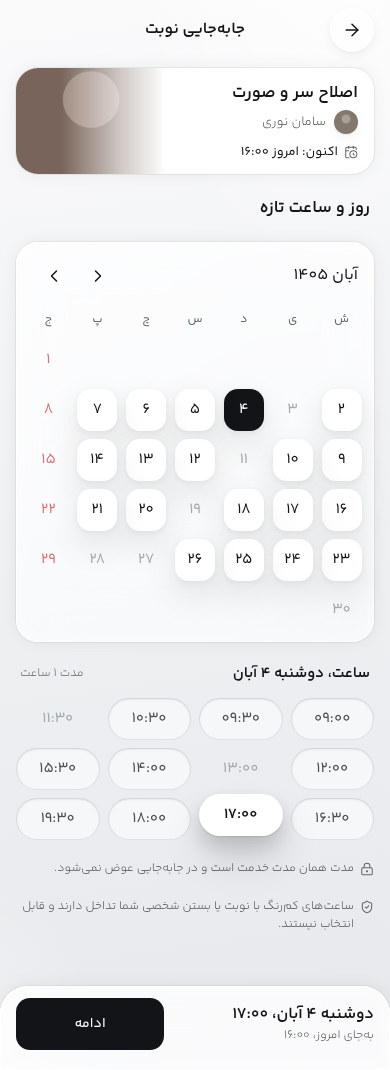 جابه‌جایی نوبت
اصلاح سر و صورت
سامان نوری
اکنون: امروز ۱۶:۰۰
روز و ساعت تازه
آبان ۱۴۰۵
ش ی د س چ پ ج
۱
۲ ۳ ۴ ۵ ۶ ۷ ۸
۹ ۱۰ ۱۱ ۱۲ ۱۳ ۱۴ ۱۵
۱۶ ۱۷ ۱۸ ۱۹ ۲۰ ۲۱ ۲۲
۲۳ ۲۴ ۲۵ ۲۶ ۲۷ ۲۸ ۲۹
۳۰
ساعت، دوشنبه ۴ آبان مدت ۱ ساعت
۰۹:۰۰ ۰۹:۳۰ ۱۰:۳۰ ۱۱:۳۰
۱۲:۰۰ ۱۳:۰۰ ۱۴:۰۰ ۱۵:۳۰
۱۶:۳۰ ۱۷:۰۰ ۱۸:۰۰ ۱۹:۳۰
مدت همان مدت خدمت است و در جابه‌جایی عوض نمی‌شود.
ساعت‌های کم‌رنگ با نوبت یا بستن شخصی شما تداخل دارند و قابل
انتخاب نیستند.
دوشنبه ۴ آبان، ۱۷:۰۰
به‌جای امروز، ۱۶:۰۰
ادامه